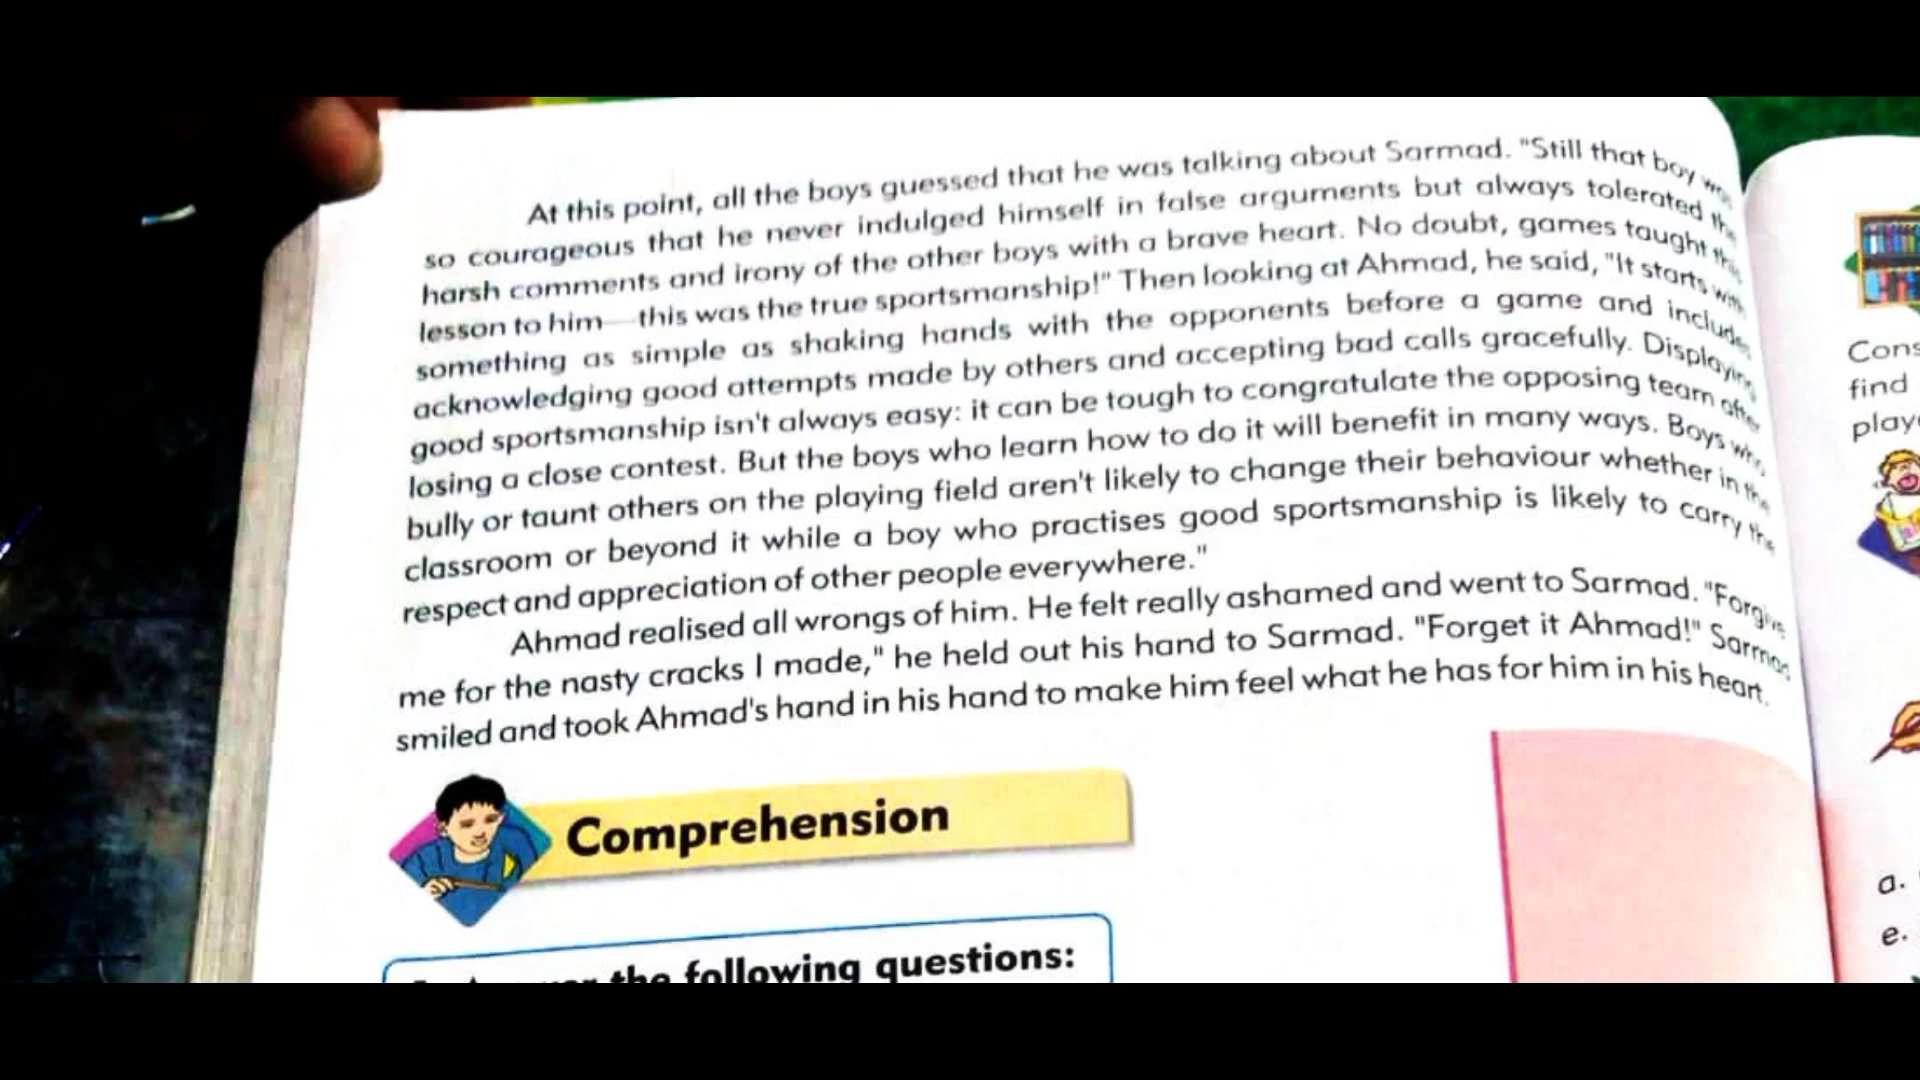 At this point, all the boys guessed that he was talking about Sarmad. "Still that boy was
so courageous that he never indulged himself in false arguments but always tolerated the
harsh comments and irony of the other boys with a brave heart. No doubt, games taught this
lesson to him—this was the true sportsmanship!" Then looking at Ahmad, he said, "It starts with
something as simple as shaking hands with the opponents before a game and includes
acknowledging good attempts made by others and accepting bad calls gracefully. Displaying
good sportsmanship isn't always easy: it can be tough to congratulate the opposing team after
losing a close contest. But the boys who learn how to do it will benefit in many ways. Boys who
bully or taunt others on the playing field aren't likely to change their behaviour whether in the
classroom or beyond it while a boy who practises good sportsmanship is likely to carry the
respect and appreciation of other people everywhere."
Ahmad realised all wrongs of him. He felt really ashamed and went to Sarmad. "Forgive
me for the nasty cracks I made," he held out his hand to Sarmad. "Forget it Ahmad!" Sarmad
smiled and took Ahmad's hand in his hand to make him feel what he has for him in his heart.
Comprehension
the following questions:
Cons
find
play
a.
e.